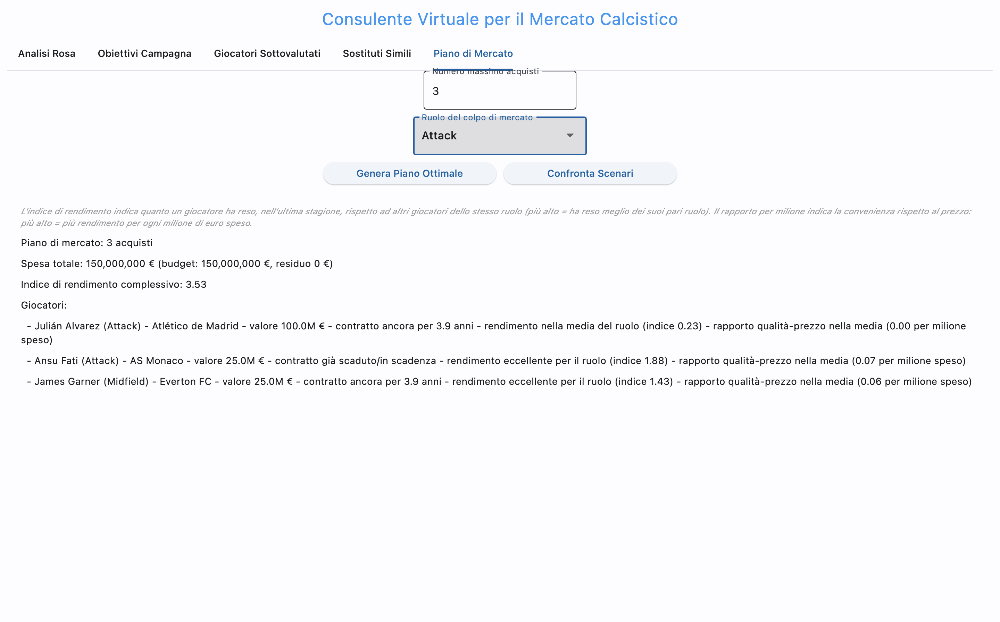 Consulente Virtuale per il Mercato Calcistico
Analisi Rosa
Obiettivi Campagna
Giocatori Sottovalutati
Sostituti Simili
Piano di Mercato
Numero massimo acquisti
3
Ruolo del colpo di mercato
Attack
Genera Piano Ottimale
Confronta Scenari
L'indice di rendimento indica quanto un giocatore ha reso, nell'ultima stagione, rispetto ad altri giocatori dello stesso ruolo (più alto = ha reso meglio dei suoi pari ruolo). Il rapporto per milione indica la convenienza rispetto al prezzo:
più alto = più rendimento per ogni milione di euro speso.
Piano di mercato: 3 acquisti
Spesa totale: 150,000,000 € (budget: 150,000,000 €, residuo 0 €)
Indice di rendimento complessivo: 3.53
Giocatori:
- Julián Alvarez (Attack) - Atlético de Madrid - valore 100.0M € - contratto ancora per 3.9 anni - rendimento nella media del ruolo (indice 0.23) - rapporto qualità-prezzo nella media (0.00 per milione
speso)
- Ansu Fati (Attack) - AS Monaco - valore 25.0M € - contratto già scaduto/in scadenza - rendimento eccellente per il ruolo (indice 1.88) - rapporto qualità-prezzo nella media (0.07 per milione speso)
- James Garner (Midfield) - Everton FC - valore 25.0M € - contratto ancora per 3.9 anni - rendimento eccellente per il ruolo (indice 1.43) - rapporto qualità-prezzo nella media (0.06 per milione speso)